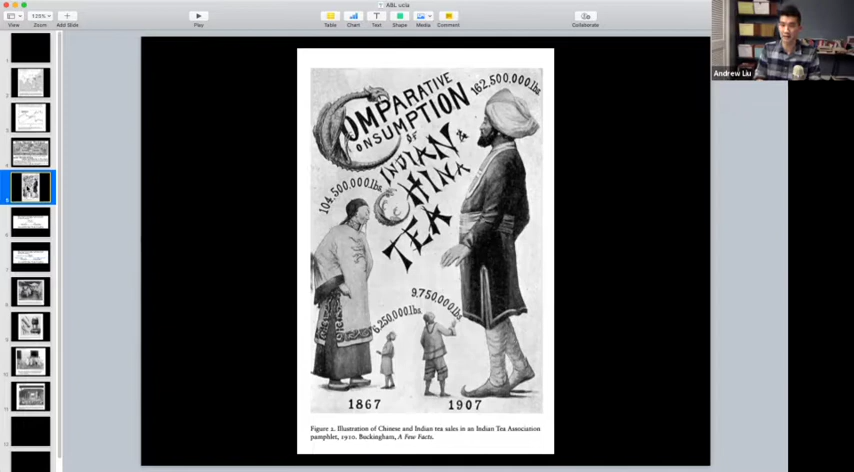 ABL ucla
125%
View
Zoom
Add Slide
Play
Table
Chart
Text
Shape
Media
Comment
Collaborate
Andrew Liu
COMPARATIVE
CONSUMPTION
OF
INDIAN &
CHINA
TEA
162,500,000.lbs.
104,500,000.lbs.
6,250,000.lbs.
9,750,000.lbs.
1867
1907
Figure 2. Illustration of Chinese and Indian tea sales in an Indian Tea Association
pamphlet, 1910. Buckingham, A Few Facts.